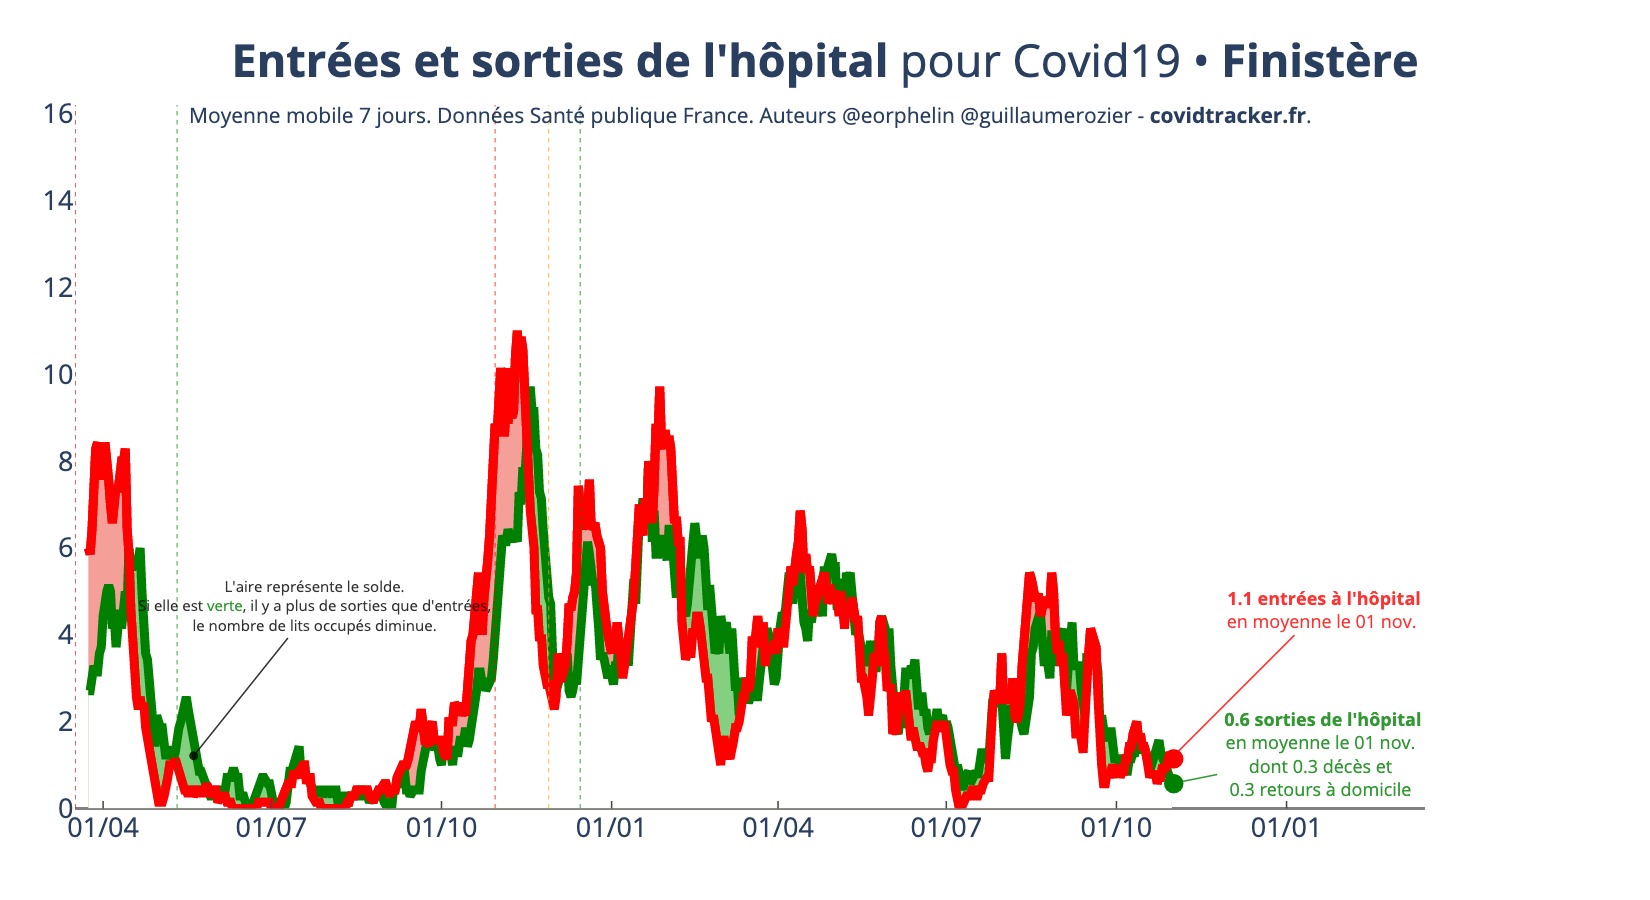 Entrées et sorties de l'hôpital pour Covid19 • Finistère
Moyenne mobile 7 jours. Données Santé publique France. Auteurs @eorphelin @guillaumerozier - covidtracker.fr.
16
14
12
10
8
6
4
2
0
L'aire représente le solde.
Si elle est verte, il y a plus de sorties que d'entrées,
le nombre de lits occupés diminue.
1.1 entrées à l'hôpital
en moyenne le 01 nov.
0.6 sorties de l'hôpital
en moyenne le 01 nov.
dont 0.3 décès et
0.3 retours à domicile
01/04
01/07
01/10
01/01
01/04
01/07
01/10
01/01